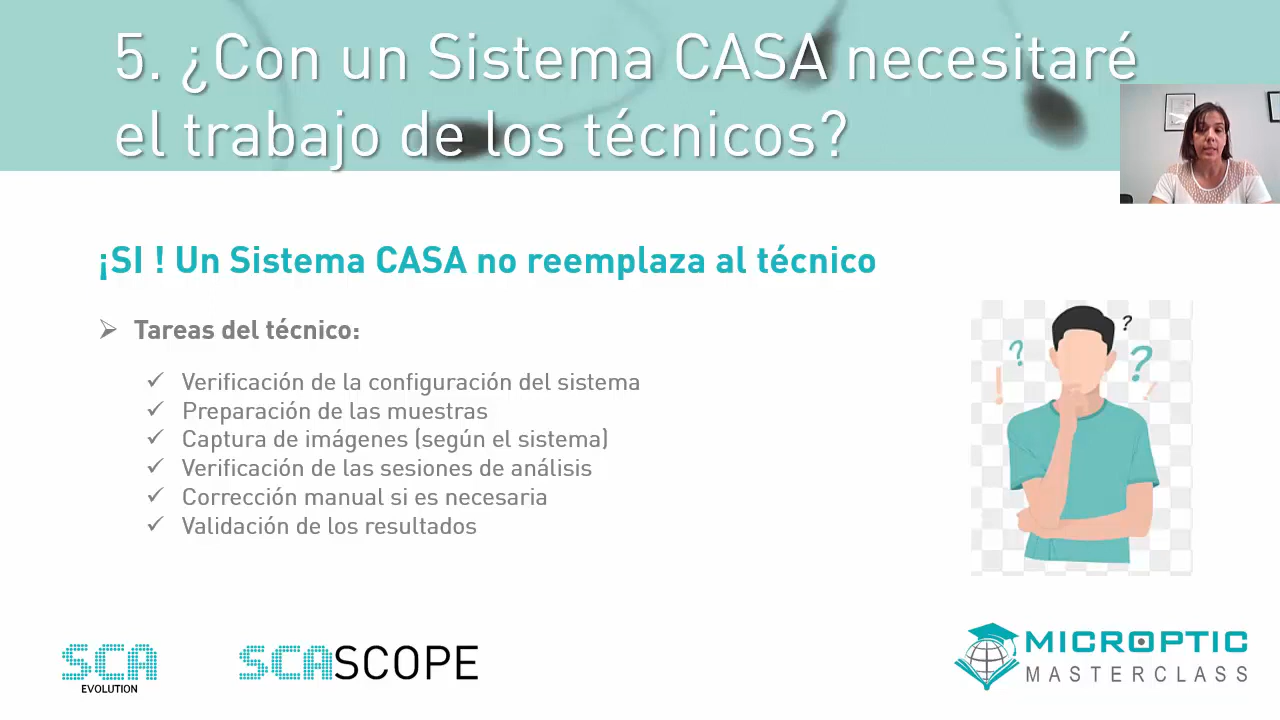 5. ¿Con un Sistema CASA necesitaré
el trabajo de los técnicos?
¡SI ! Un Sistema CASA no reemplaza al técnico
Tareas del técnico:
Verificación de la configuración del sistema
Preparación de las muestras
Captura de imágenes (según el sistema)
Verificación de las sesiones de análisis
Corrección manual si es necesaria
Validación de los resultados
? ? ?
! !
SCA
EVOLUTION
SCASCOPE
MICROPTIC
MASTERCLASS